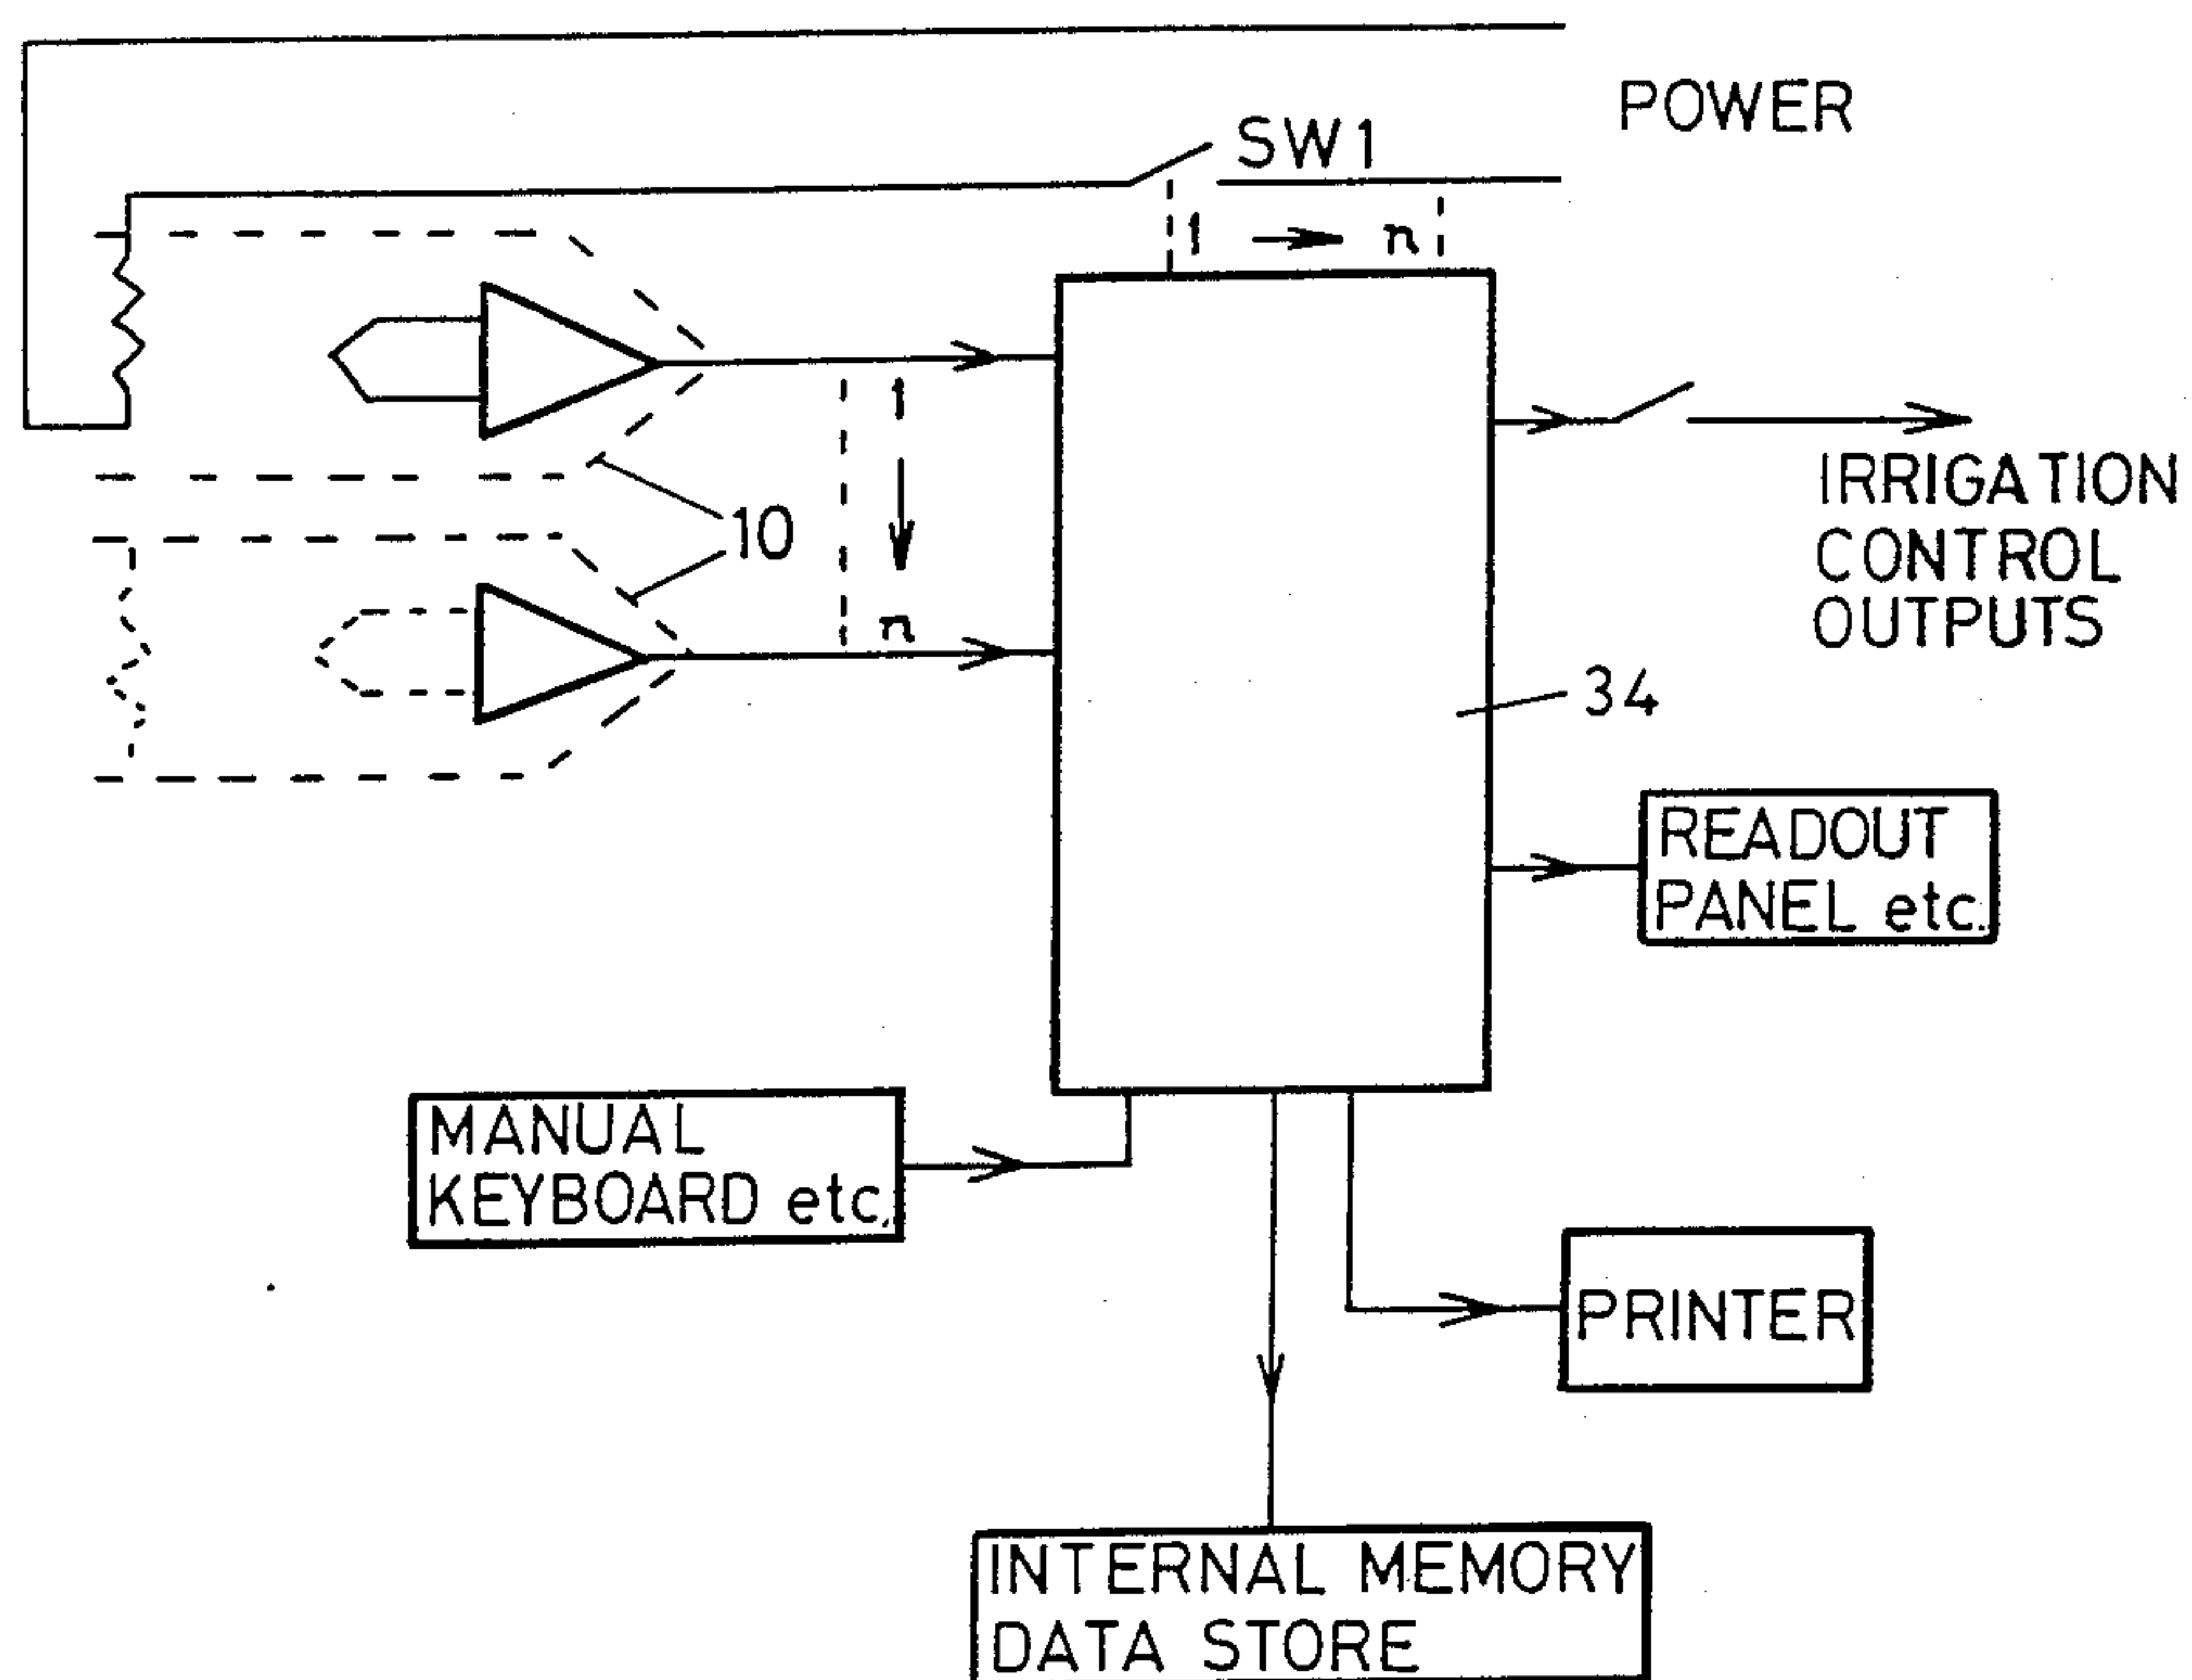 POWER
SW1
1 → n
1
n
10
IRRIGATION
CONTROL
OUTPUTS
34
READOUT
PANEL etc.
MANUAL
KEYBOARD etc.
PRINTER
INTERNAL MEMORY
DATA STORE